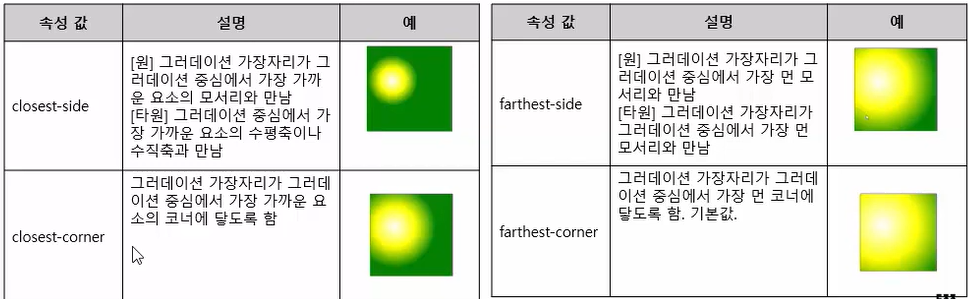 속성 값 설명 예
closest-side
[원] 그러데이션 가장자리가 그
러데이션 중심에서 가장 가까
운 요소의 모서리와 만남
[타원] 그러데이션 중심에서 가
장 가까운 요소의 수평축이나
수직축과 만남
closest-corner
그러데이션 가장자리가 그러데
이션 중심에서 가장 가까운 요
소의 코너에 닿도록 함
속성 값 설명 예
farthest-side
[원] 그러데이션 가장자리가 그
러데이션 중심에서 가장 먼 모
서리와 만남
[타원] 그러데이션 가장자리가
그러데이션 중심에서 가장 먼
모서리와 만남
farthest-corner
그러데이션 가장자리가 그러데
이션 중심에서 가장 먼 코너에
닿도록 함. 기본값.